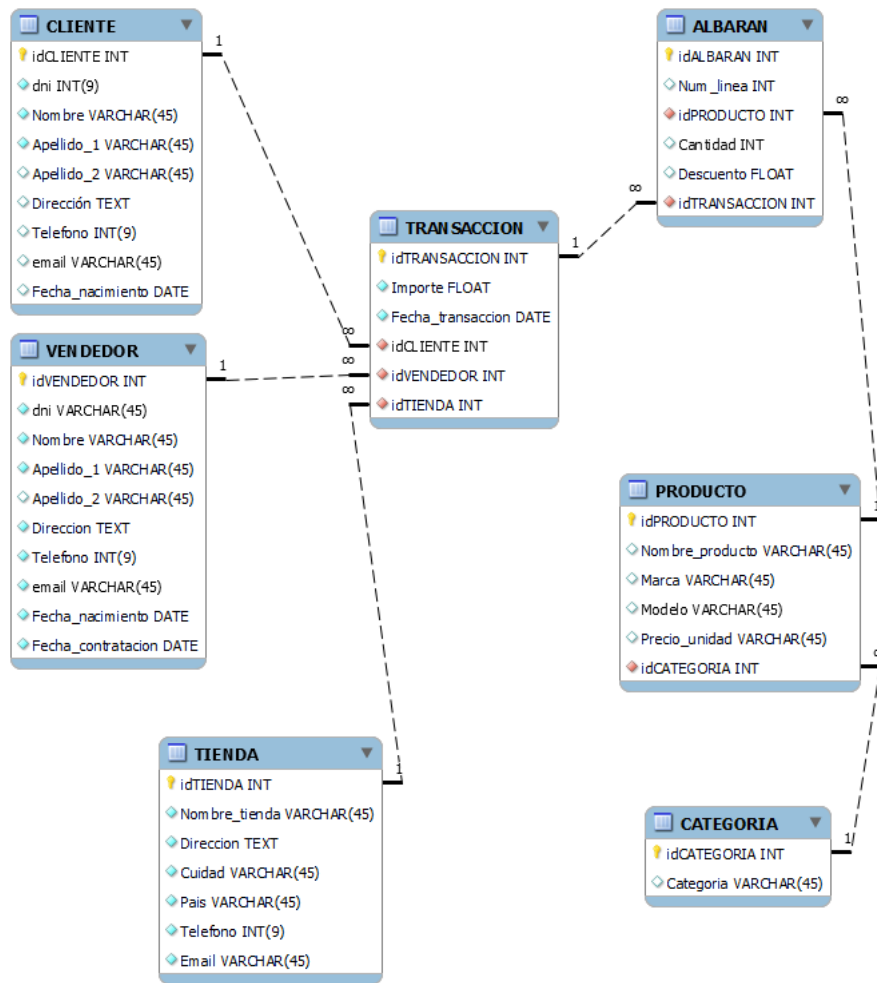 CLIENTE
idCLIENTE INT
dni INT(9)
Nombre VARCHAR(45)
Apellido_1 VARCHAR(45)
Apellido_2 VARCHAR(45)
Dirección TEXT
Telefono INT(9)
email VARCHAR(45)
Fecha_nacimiento DATE
1
VENDEDOR
idVENDEDOR INT
dni VARCHAR(45)
Nombre VARCHAR(45)
Apellido_1 VARCHAR(45)
Apellido_2 VARCHAR(45)
Direccion TEXT
Telefono INT(9)
email VARCHAR(45)
Fecha_nacimiento DATE
Fecha_contratacion DATE
1
TRANSACCION
idTRANSACCION INT
Importe FLOAT
Fecha_transaccion DATE
idCLIENTE INT
idVENDEDOR INT
idTIENDA INT
∞
∞
∞
1
TIENDA
idTIENDA INT
Nombre_tienda VARCHAR(45)
Direccion TEXT
Cuidad VARCHAR(45)
Pais VARCHAR(45)
Telefono INT(9)
Email VARCHAR(45)
1
ALBARAN
idALBARAN INT
Num_linea INT
idPRODUCTO INT
Cantidad INT
Descuento FLOAT
idTRANSACCION INT
∞
∞
PRODUCTO
idPRODUCTO INT
Nombre_producto VARCHAR(45)
Marca VARCHAR(45)
Modelo VARCHAR(45)
Precio_unidad VARCHAR(45)
idCATEGORIA INT
1
CATEGORIA
idCATEGORIA INT
Categoria VARCHAR(45)
1